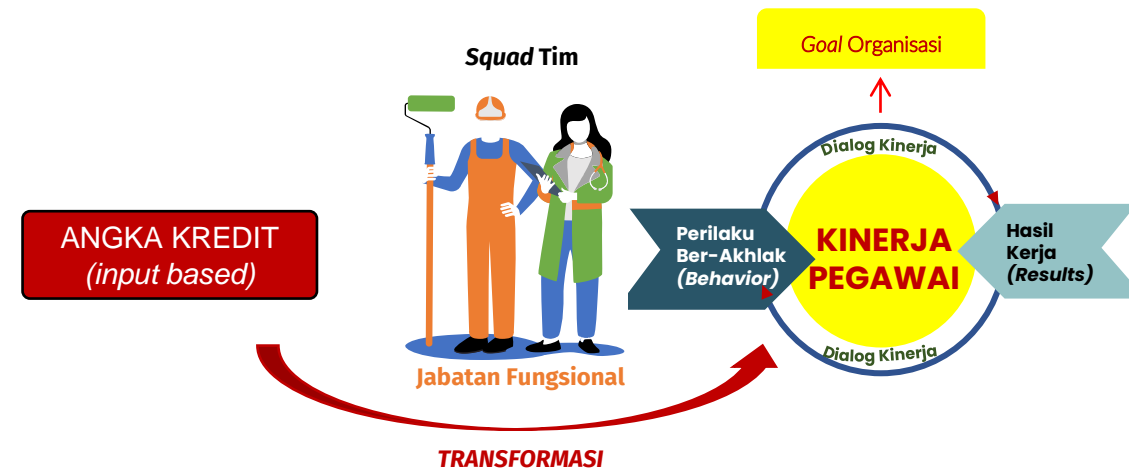 Goal Organisasi
Squad Tim
Dialog Kinerja
ANGKA KREDIT
(input based)
Perilaku
Ber-Akhlak
(Behavior)
KINERJA
PEGAWAI
Hasil
Kerja
(Results)
Dialog Kinerja
Jabatan Fungsional
TRANSFORMASI